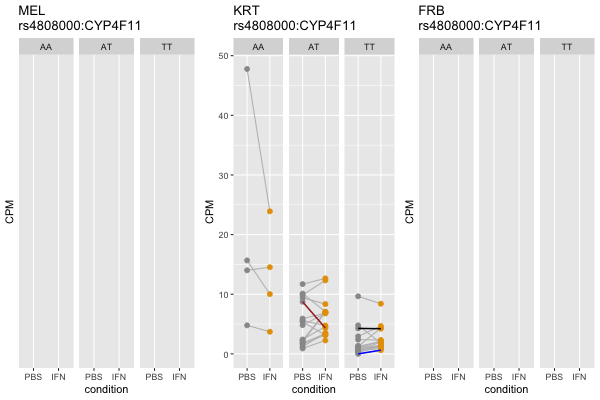 MEL
rs4808000:CYP4F11
AA AT TT
CPM
PBS IFN PBS IFN PBS IFN
condition
KRT
rs4808000:CYP4F11
AA AT TT
50
40
30
20
10
0
CPM
PBS IFN PBS IFN PBS IFN
condition
FRB
rs4808000:CYP4F11
AA AT TT
CPM
PBS IFN PBS IFN PBS IFN
condition